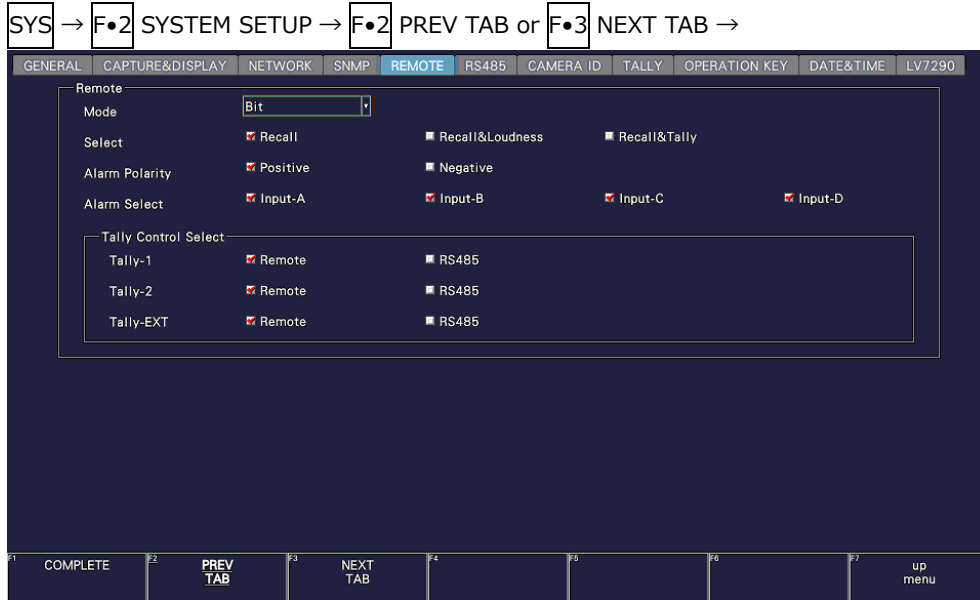 SYS → F•2 SYSTEM SETUP → F•2 PREV TAB or F•3 NEXT TAB →
GENERAL CAPTURE&DISPLAY NETWORK SNMP REMOTE RS485 CAMERA ID TALLY OPERATION KEY DATE&TIME LV7290
Remote
Mode Bit
Select Recall Recall&Loudness Recall&Tally
Alarm Polarity Positive Negative
Alarm Select Input-A Input-B Input-C Input-D
Tally Control Select
Tally-1 Remote RS485
Tally-2 Remote RS485
Tally-EXT Remote RS485
F1 COMPLETE F2 PREV F3 NEXT F4 F5 F6 F7 up
TAB TAB menu